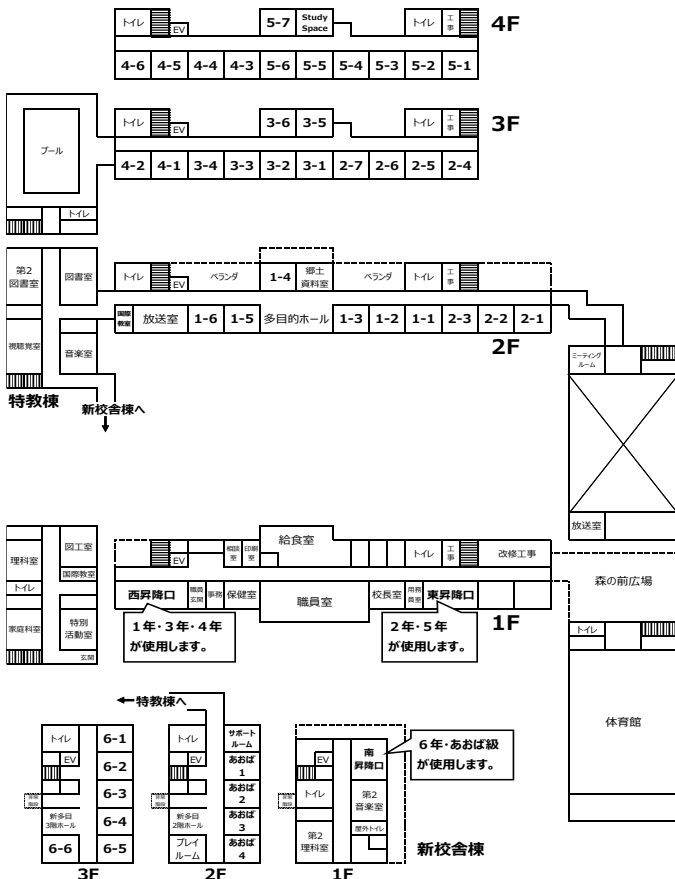 トイレ
EV
5-7
Study
Space
トイレ
工
事
4F
4-6
4-5
4-4
4-3
5-6
5-5
5-4
5-3
5-2
5-1
プール
トイレ
トイレ
EV
3-6
3-5
トイレ
工
事
3F
4-2
4-1
3-4
3-3
3-2
3-1
2-7
2-6
2-5
2-4
第2
図書室
図書室
視聴覚室
音楽室
特教棟
新校舎棟へ
トイレ
EV
ベランダ
1-4
郷土
資料室
ベランダ
トイレ
工
事
国際
教室
放送室
1-6
1-5
多目的ホール
1-3
1-2
1-1
2-3
2-2
2-1
2F
ミーティング
ルーム
放送室
理科室
図工室
国際教室
トイレ
家庭科室
特別
活動室
玄関
EV
相談
室
印刷
室
給食室
トイレ
工
事
改修工事
西昇降口
職員
玄関
事務
保健室
職員室
校長室
用務
員室
東昇降口
1F
1年・3年・4年
が使用します。
2年・5年
が使用します。
森の前広場
トイレ
体育館
特教棟へ
トイレ
EV
6-1
6-2
6-3
6-4
6-5
6-6
新多目
3階ホール
3F
トイレ
EV
サポート
ルーム
あおば
1
あおば
2
あおば
3
あおば
4
新多目
2階ホール
プレイ
ルーム
2F
EV
南
昇降口
トイレ
第2
音楽室
屋外トイレ
第2
理科室
1F
6年・あおば級
が使用します。
新校舎棟